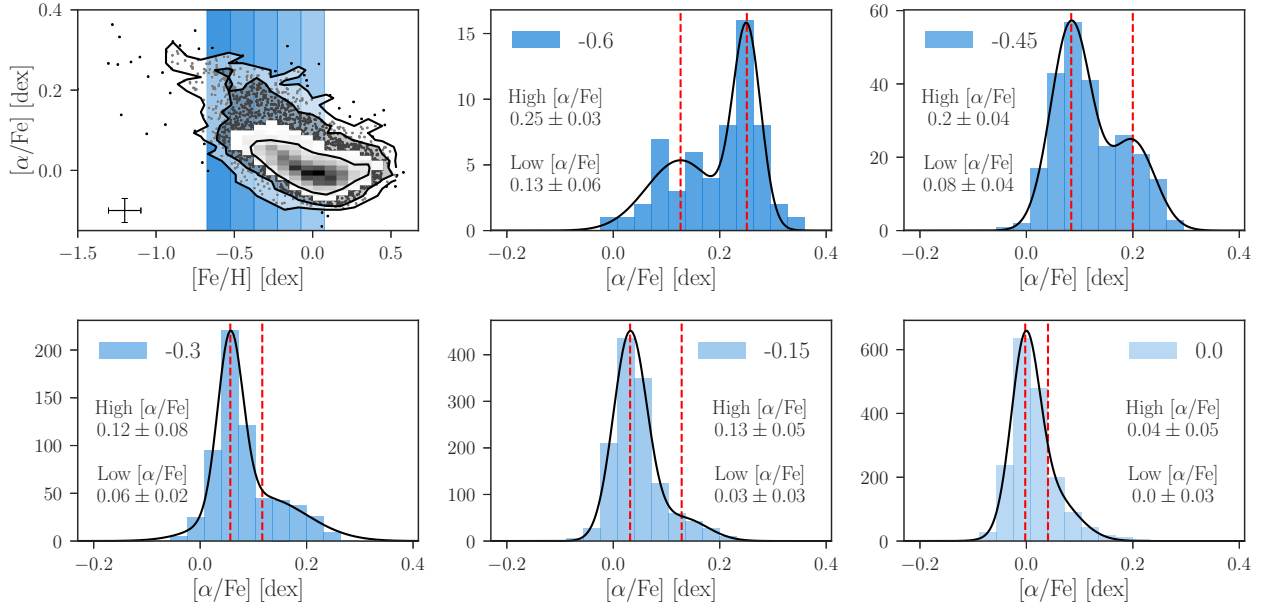 0.4
0.2
0.0
[α/Fe] [dex]
−1.5 −1.0 −0.5 0.0 0.5
[Fe/H] [dex]
15
10
5
0
-0.6
High [α/Fe]
0.25 ± 0.03
Low [α/Fe]
0.13 ± 0.06
−0.2 0.0 0.2 0.4
[α/Fe] [dex]
60
40
20
0
-0.45
High [α/Fe]
0.2 ± 0.04
Low [α/Fe]
0.08 ± 0.04
−0.2 0.0 0.2 0.4
[α/Fe] [dex]
200
150
100
50
0
-0.3
High [α/Fe]
0.12 ± 0.08
Low [α/Fe]
0.06 ± 0.02
−0.2 0.0 0.2 0.4
[α/Fe] [dex]
400
300
200
100
0
-0.15
High [α/Fe]
0.13 ± 0.05
Low [α/Fe]
0.03 ± 0.03
−0.2 0.0 0.2 0.4
[α/Fe] [dex]
600
400
200
0
0.0
High [α/Fe]
0.04 ± 0.05
Low [α/Fe]
0.0 ± 0.03
−0.2 0.0 0.2 0.4
[α/Fe] [dex]